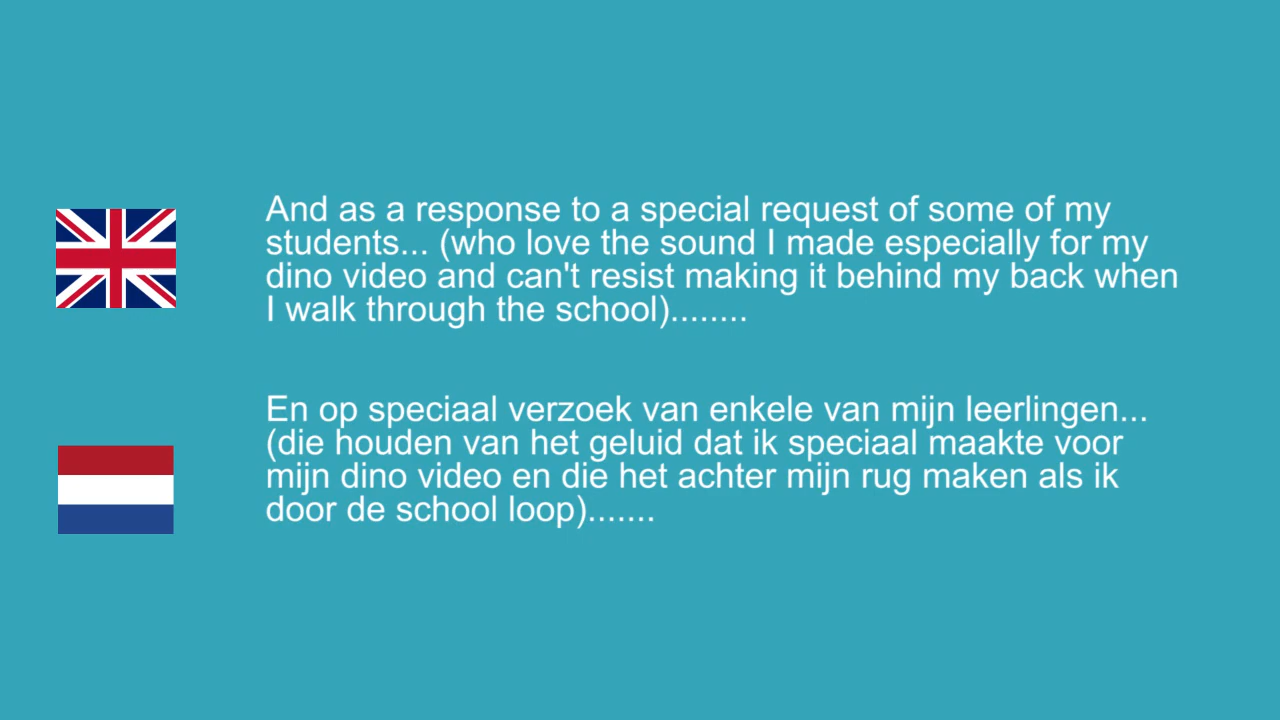 And as a response to a special request of some of my
students... (who love the sound I made especially for my
dino video and can't resist making it behind my back when
I walk through the school)........
En op speciaal verzoek van enkele van mijn leerlingen...
(die houden van het geluid dat ik speciaal maakte voor
mijn dino video en die het achter mijn rug maken als ik
door de school loop).......